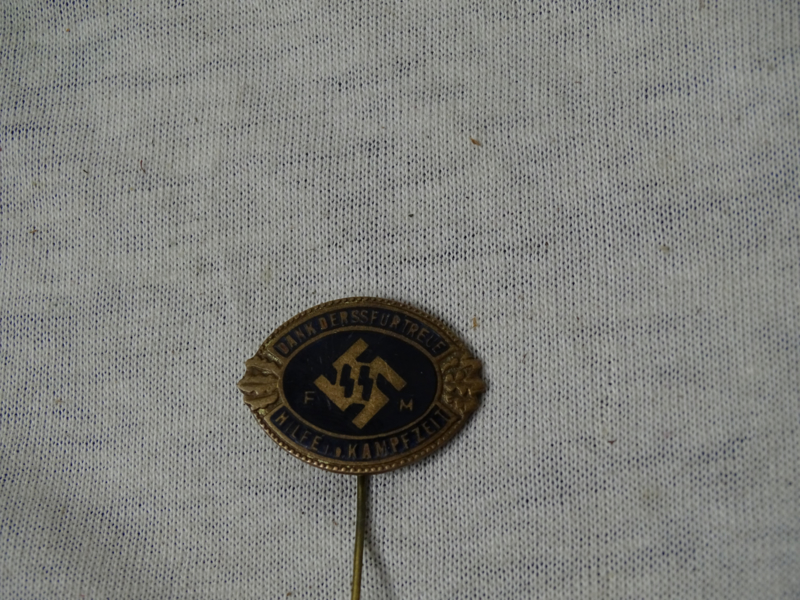 DANK DER SS FÜR TREUE
F M
HILFE i.d. KAMPFZEIT